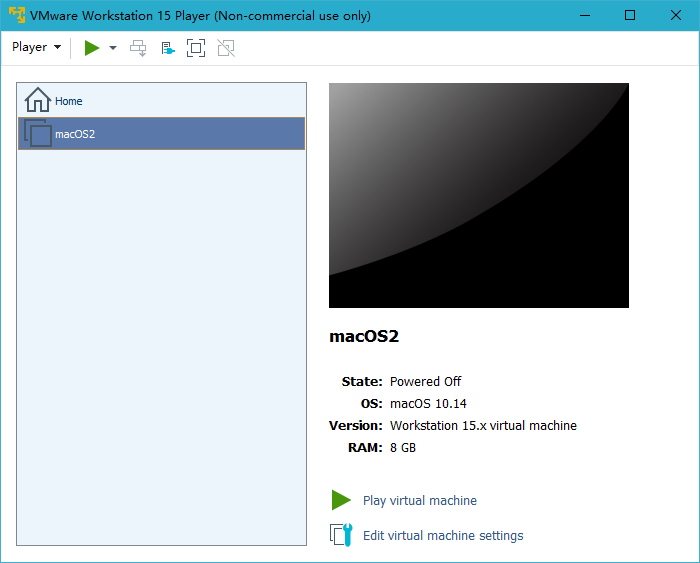 VMware Workstation 15 Player (Non-commercial use only)
Player
Home
macOS2
macOS2
State: Powered Off
OS: macOS 10.14
Version: Workstation 15.x virtual machine
RAM: 8 GB
Play virtual machine
Edit virtual machine settings